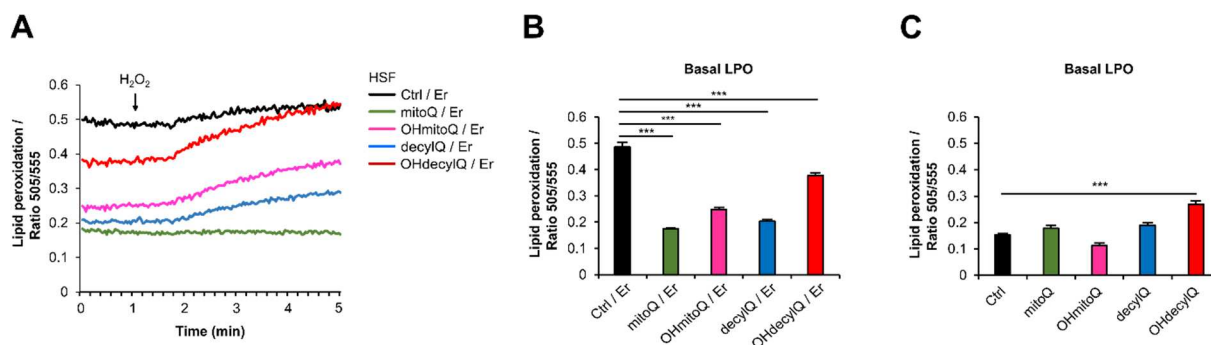 A
Lipid peroxidation /
Ratio 505/555
0.6
0.5
0.4
0.3
0.2
0.1
0
H₂O₂
0 1 2 3 4 5
Time (min)
HSF
Ctrl / Er
mitoQ / Er
OHmitoQ / Er
decylQ / Er
OHdecylQ / Er
B
Basal LPO
***
***
***
***
Lipid peroxidation /
Ratio 505/555
0.6
0.5
0.4
0.3
0.2
0.1
0
Ctrl / Er
mitoQ / Er
OHmitoQ / Er
decylQ / Er
OHdecylQ / Er
C
Basal LPO
***
Lipid peroxidation /
Ratio 505/555
0.6
0.5
0.4
0.3
0.2
0.1
0
Ctrl
mitoQ
OHmitoQ
decylQ
OHdecylQ